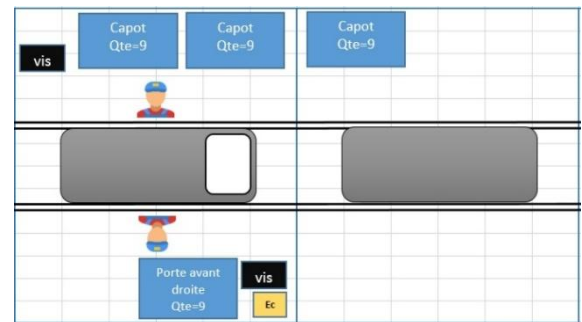 Capot
Qte=9
Capot
Qte=9
Capot
Qte=9
vis
Porte avant
droite
Qte=9
vis
Ec